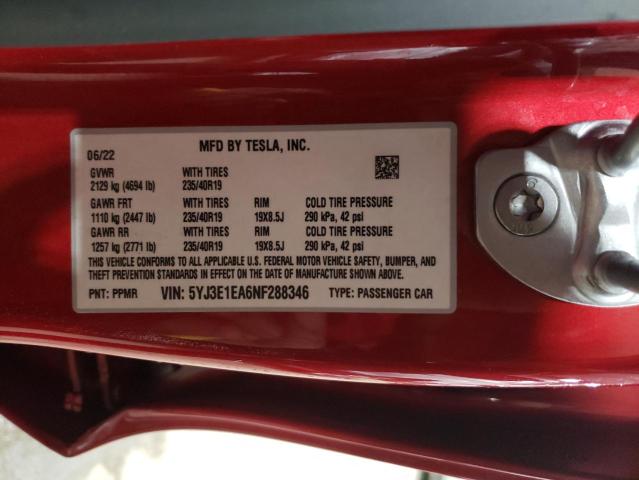 MFD BY TESLA, INC.
06/22
GVWR WITH TIRES
2129 kg (4694 lb) 235/40R19
GAWR FRT WITH TIRES RIM COLD TIRE PRESSURE
1110 kg (2447 lb) 235/40R19 19X8.5J 290 kPa, 42 psi
GAWR RR WITH TIRES RIM COLD TIRE PRESSURE
1257 kg (2771 lb) 235/40R19 19X8.5J 290 kPa, 42 psi
THIS VEHICLE CONFORMS TO ALL APPLICABLE U.S. FEDERAL MOTOR VEHICLE SAFETY, BUMPER, AND
THEFT PREVENTION STANDARDS IN EFFECT ON THE DATE OF MANUFACTURE SHOWN ABOVE.
PNT: PPMR VIN: 5YJ3E1EA6NF288346 TYPE: PASSENGER CAR